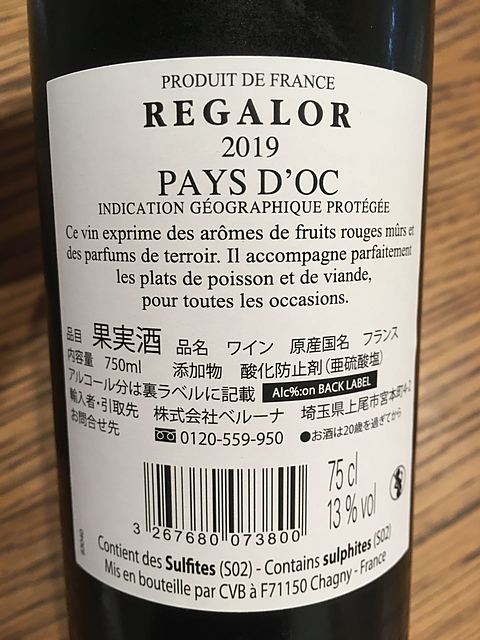 PRODUIT DE FRANCE
REGALOR
2019
PAYS D'OC
INDICATION GÉOGRAPHIQUE PROTÉGÉE
Ce vin exprime des arômes de fruits rouges mûrs et
des parfums de terroir. Il accompagne parfaitement
les plats de poisson et de viande,
pour toutes les occasions.
品目 果実酒 品名 ワイン 原産国名 フランス
内容量 750ml 添加物 酸化防止剤(亜硫酸塩)
アルコール分は裏ラベルに記載 Alc%:on BACK LABEL
輸入者・引取先 株式会社ベルーナ 埼玉県上尾市宮本町4-2
お問合せ先 0120-559-950 ●お酒は20歳を過ぎてから
75 cl
13 % vol
3 267680 073800
Contient des Sulfites (S02) - Contains sulphites (S02)
Mis en bouteille par CVB à F71150 Chagny - France